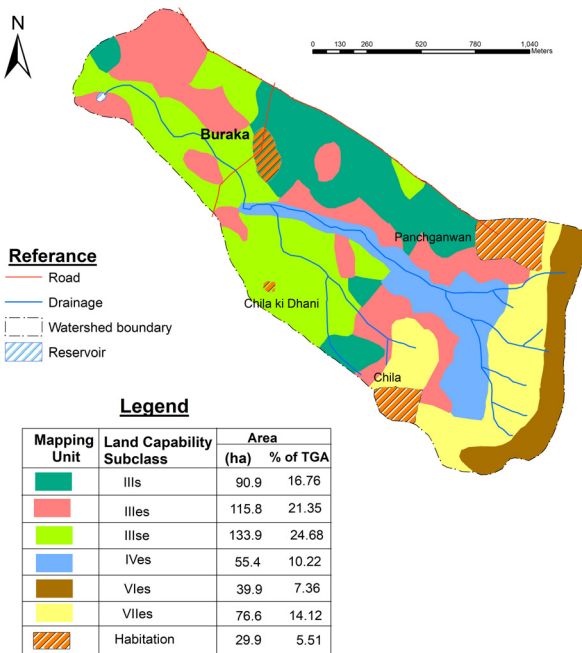 N
0 130 260 520 780 1,040
Meters
Buraka
Panchganwan
Chila ki Dhani
Chila
Referance
Road
Drainage
Watershed boundary
Reservoir
Legend
Mapping Unit Land Capability Subclass Area
(ha) % of TGA
IIIs 90.9 16.76
IIIes 115.8 21.35
IIIse 133.9 24.68
IVes 55.4 10.22
VIes 39.9 7.36
VIIes 76.6 14.12
Habitation 29.9 5.51